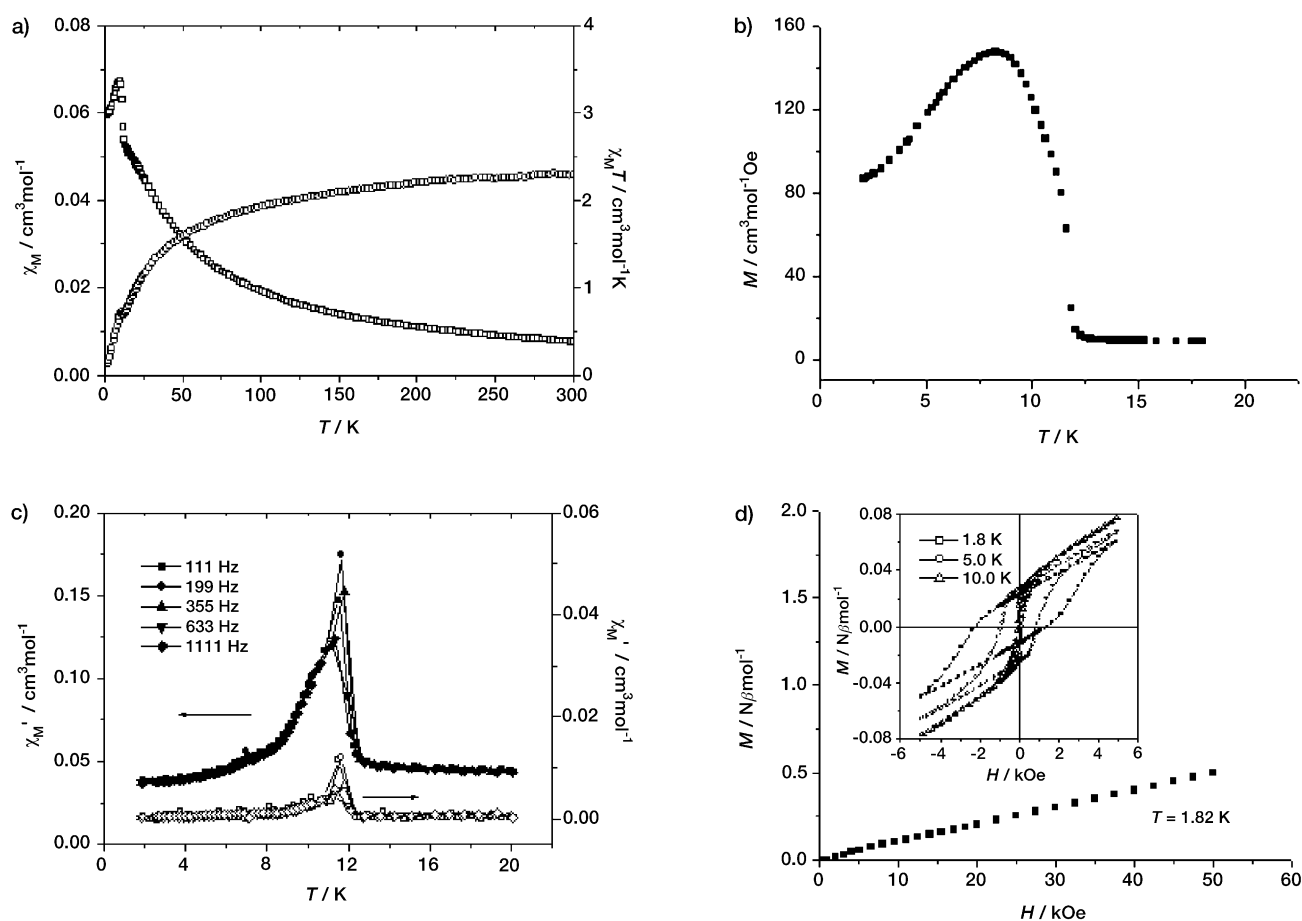 a)
0.08
0.06
0.04
0.02
0.00
4
3
2
1
0
χM / cm³mol⁻¹
χMT / cm³mol⁻¹K
0 50 100 150 200 250 300
T / K
b)
160
120
80
40
0
M / cm³mol⁻¹Oe
0 5 10 15 20
T / K
c)
0.20
0.15
0.10
0.05
0.00
0.06
0.04
0.02
0.00
111 Hz
199 Hz
355 Hz
633 Hz
1111 Hz
χM' / cm³mol⁻¹
χM' / cm³mol⁻¹
0 4 8 12 16 20
T / K
d)
2.0
1.5
1.0
0.5
0.0
M / Nβmol⁻¹
0.08
0.04
0.00
-0.04
-0.08
M / Nβmol⁻¹
1.8 K
5.0 K
10.0 K
-6 -4 -2 0 2 4 6
H / kOe
T = 1.82 K
0 10 20 30 40 50 60
H / kOe